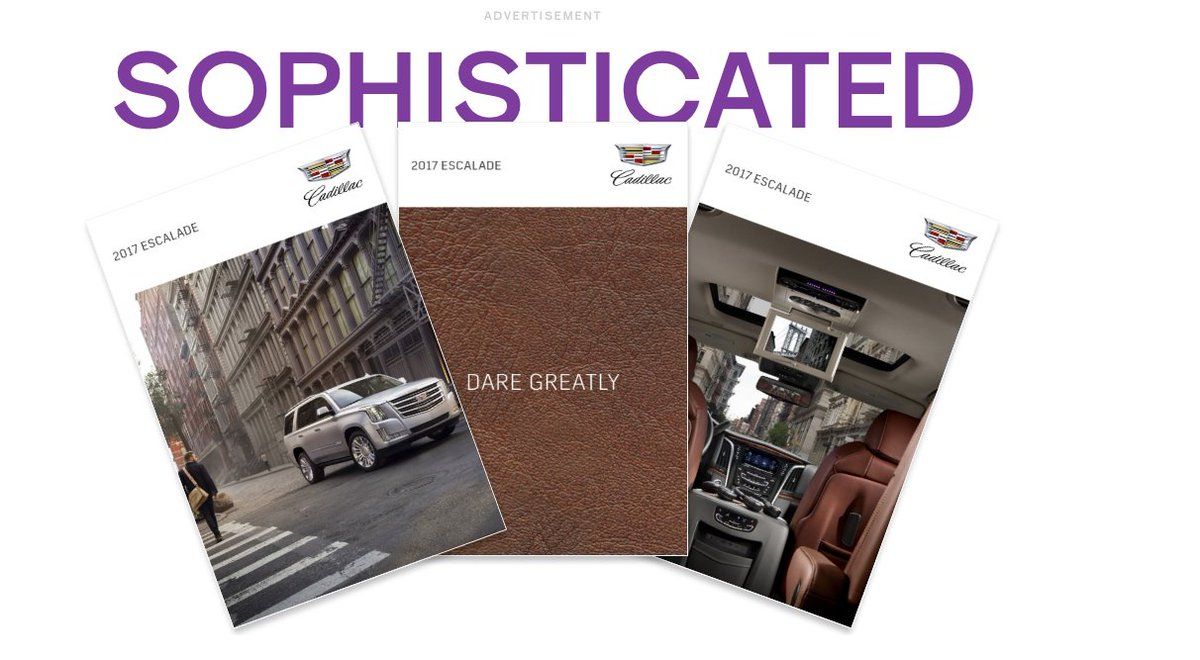 ADVERTISEMENT
SOPHISTICATED
2017 ESCALADE
Cadillac
2017 ESCALADE
Cadillac
DARE GREATLY
2017 ESCALADE
Cadillac